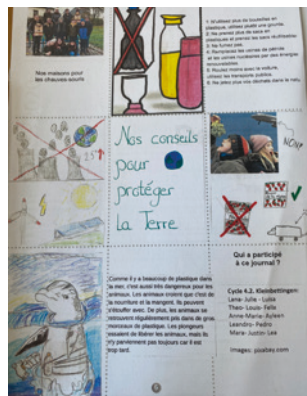 1 N'utilisez plus de bouteilles en
plastique, utilisez plutôt une gourde.
2 Ne prenez plus de sacs en
plastiques et prenez les sacs réutilisables
3 Ne fumez pas.
4 Remplacez les usines de pétrole
et les usines nucléaires par des énergies
renouvelables.
5 Roulez moins avec la voiture,
utilisez les transports publics.
6 Ne jetez plus vos déchets dans la nature.
Nos maisons pour
les chauves-souris
25°
Nos conseils
pour
protéger
la Terre
NON!
Comme il y a beaucoup de plastique dans
la mer, c'est aussi très dangereux pour les
animaux. Les animaux croient que c'est de
la nourriture et la mangent. Ils peuvent
s'étouffer avec. De plus, les animaux se
retrouvent régulièrement pris dans de gros
morceaux de plastique. Les plongeurs
essaient de libérer les animaux, mais ils
n'y parviennent pas toujours car il est
trop tard.
Qui a participé
à ce journal ?
Cycle 4.2. Kleinbettingen:
Lana- Julie - Luisa
Theo- Louis- Felix
Anne-Marie- Ayleen
Leandro- Pedro
Mara- Justin- Lea
Images: pixabay.com